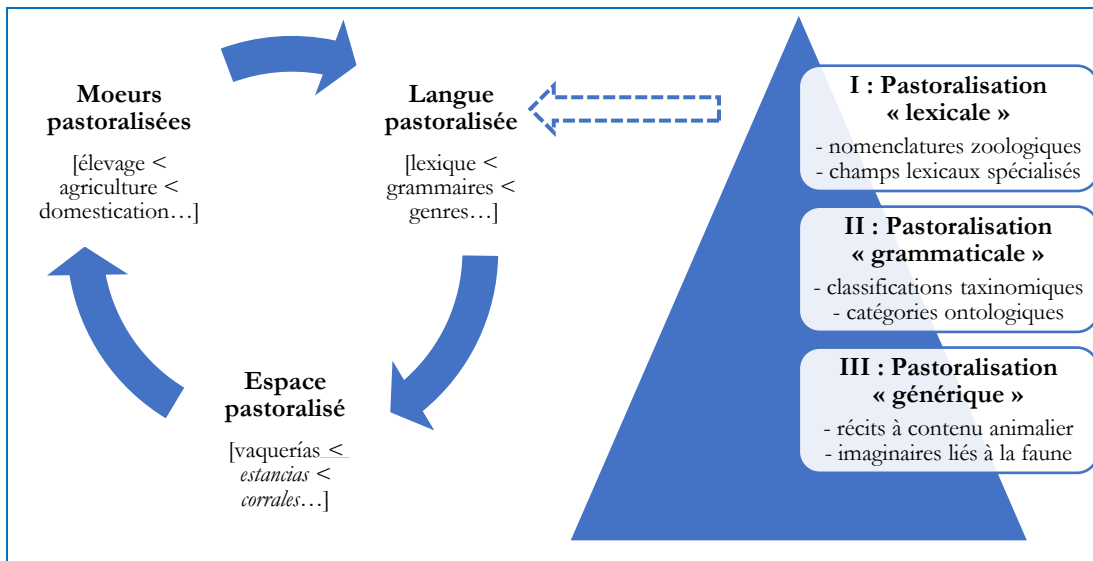 Moeurs
pastoralisées
[élevage <
agriculture <
domestication…]
Langue
pastoralisée
[lexique <
grammaires <
genres…]
Espace
pastoralisé
[vaquerías <
estancias <
corrales…]
I : Pastoralisation
« lexicale »
- nomenclatures zoologiques
- champs lexicaux spécialisés
II : Pastoralisation
« grammaticale »
- classifications taxinomiques
- catégories ontologiques
III : Pastoralisation
« générique »
- récits à contenu animalier
- imaginaires liés à la faune